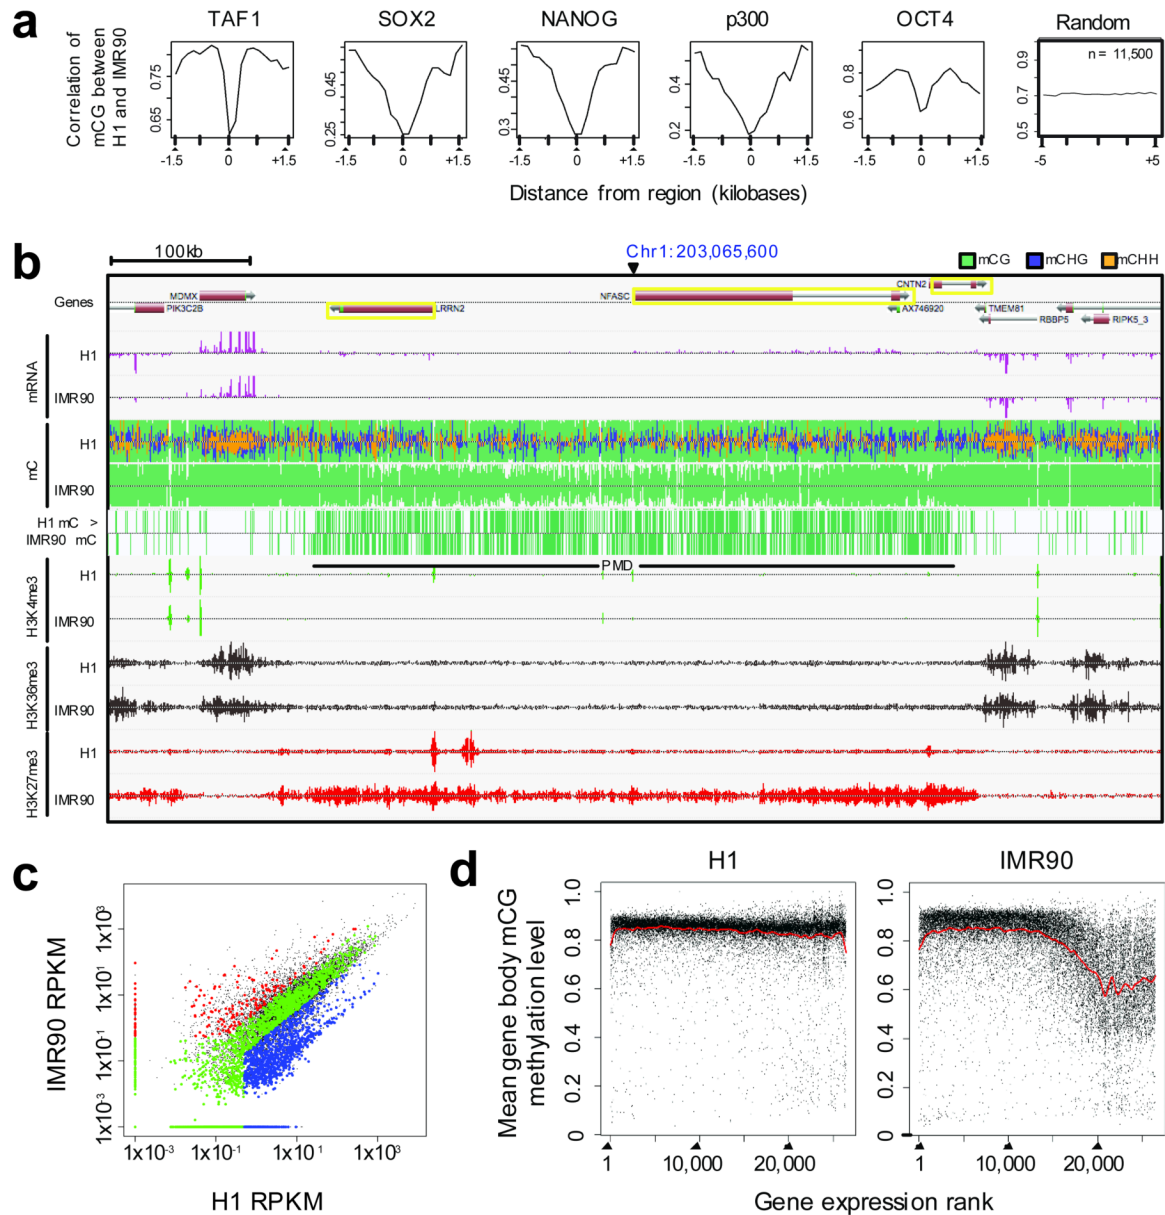 a
TAF1
SOX2
NANOG
p300
OCT4
Random
Correlation of
mCG between
H1 and IMR90
0.75
0.65
0.45
0.25
0.45
0.3
0.4
0.2
0.8
0.6
0.9
0.7
0.5
n = 11,500
-1.5 0 +1.5
-1.5 0 +1.5
-1.5 0 +1.5
-1.5 0 +1.5
-1.5 0 +1.5
-5 +5
Distance from region (kilobases)
b
100kb
Chr1: 203,065,600
mCG mCHG mCHH
Genes
MDMX
PIK3C2B
LRRN2
NFASC
CNTN2
AX746920
TMEM81
RBBP5
RIPK5_3
mRNA
H1
IMR90
mC
H1
IMR90
H1 mC >
IMR90 mC
PMD
H3K4me3
H1
IMR90
H3K36me3
H1
IMR90
H3K27me3
H1
IMR90
c
IMR90 RPKM
1x10³
1x10¹
1x10⁻¹
1x10⁻³
1x10⁻³ 1x10⁻¹ 1x10¹ 1x10³
H1 RPKM
d
H1
IMR90
Mean gene body mCG
methylation level
1.0
0.8
0.6
0.4
0.2
0
1.0
0.8
0.6
0.4
0.2
0
1 10,000 20,000
1 10,000 20,000
Gene expression rank